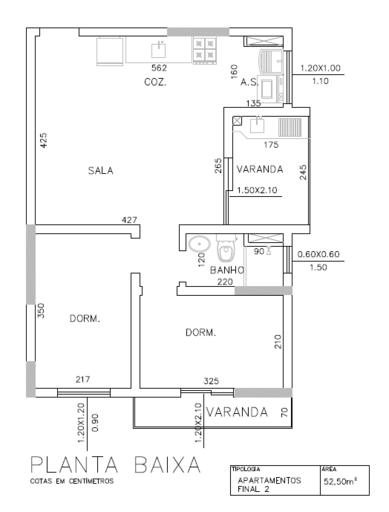 562
COZ.
160
A.S.
1.20X1.00
1.10
135
175
VARANDA
245
265
1.50X2.10
425
SALA
427
0.60X0.60
1.50
90
120
BANHO
220
350
DORM.
DORM.
210
217
325
1.20X1.20
0.90
1.20X2.10
VARANDA
70
PLANTA BAIXA
COTAS EM CENTÍMETROS
TIPOLOGIA
ÁREA
APARTAMENTOS
FINAL 2
52,50m²